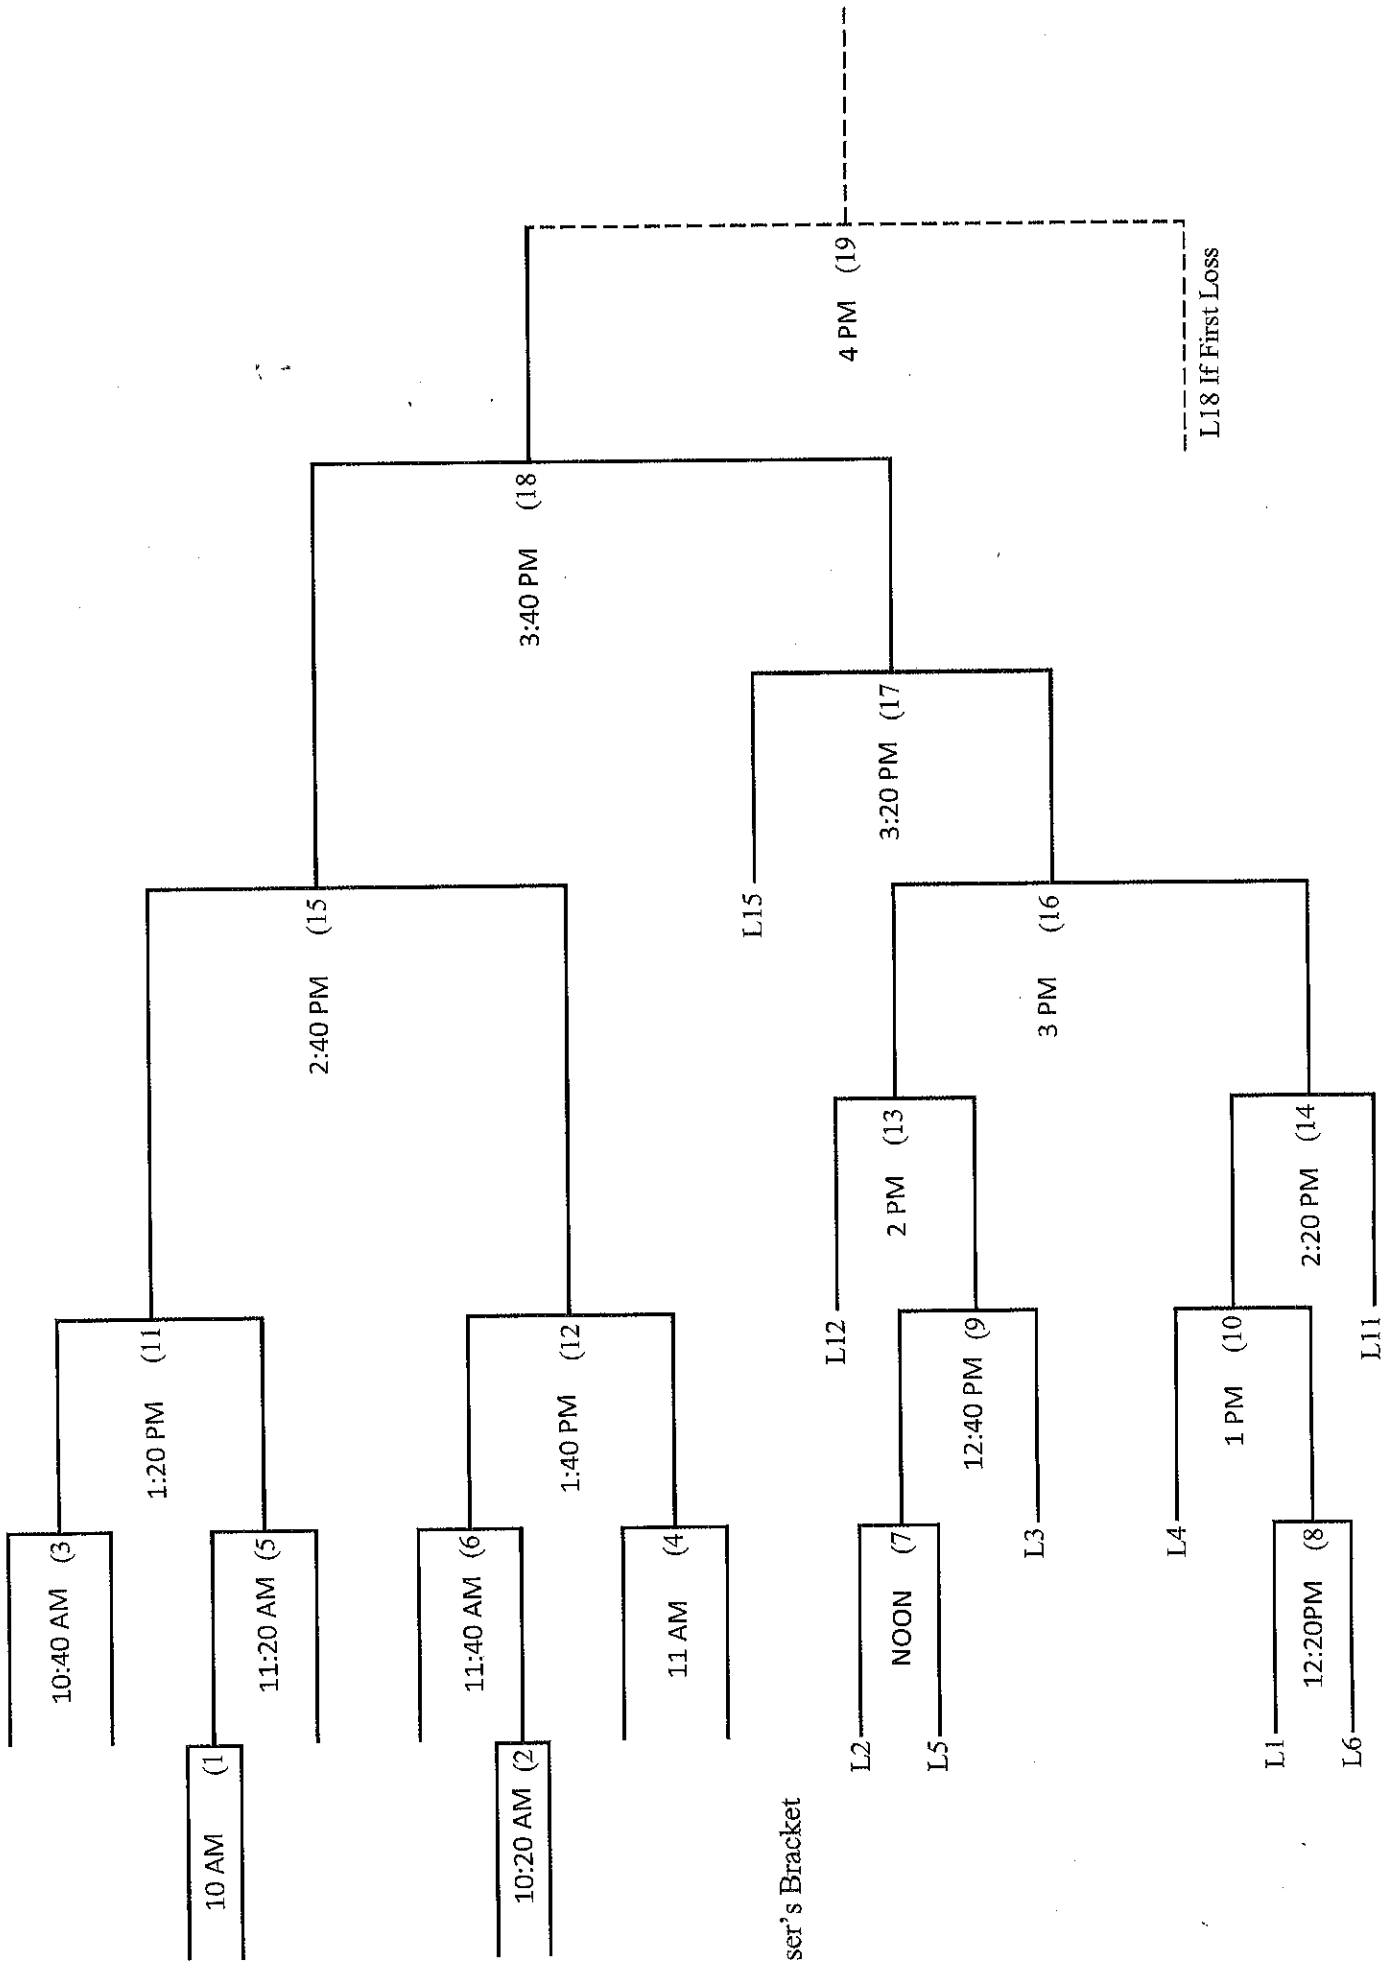 10:40 AM (3
1:20 PM (11
10 AM (1
11:20 AM (5
2:40 PM (15
11:40 AM (6
10:20 AM (2
1:40 PM (12
11 AM (4
3:40 PM (18
4 PM (19
L18 If First Loss
ser's Bracket
L15
3:20 PM (17
L12
2 PM (13
L2
NOON (7
L5
12:40 PM (9
L3
3 PM (16
L4
1 PM (10
L1
12:20PM (8
L6
2:20 PM (14
L11